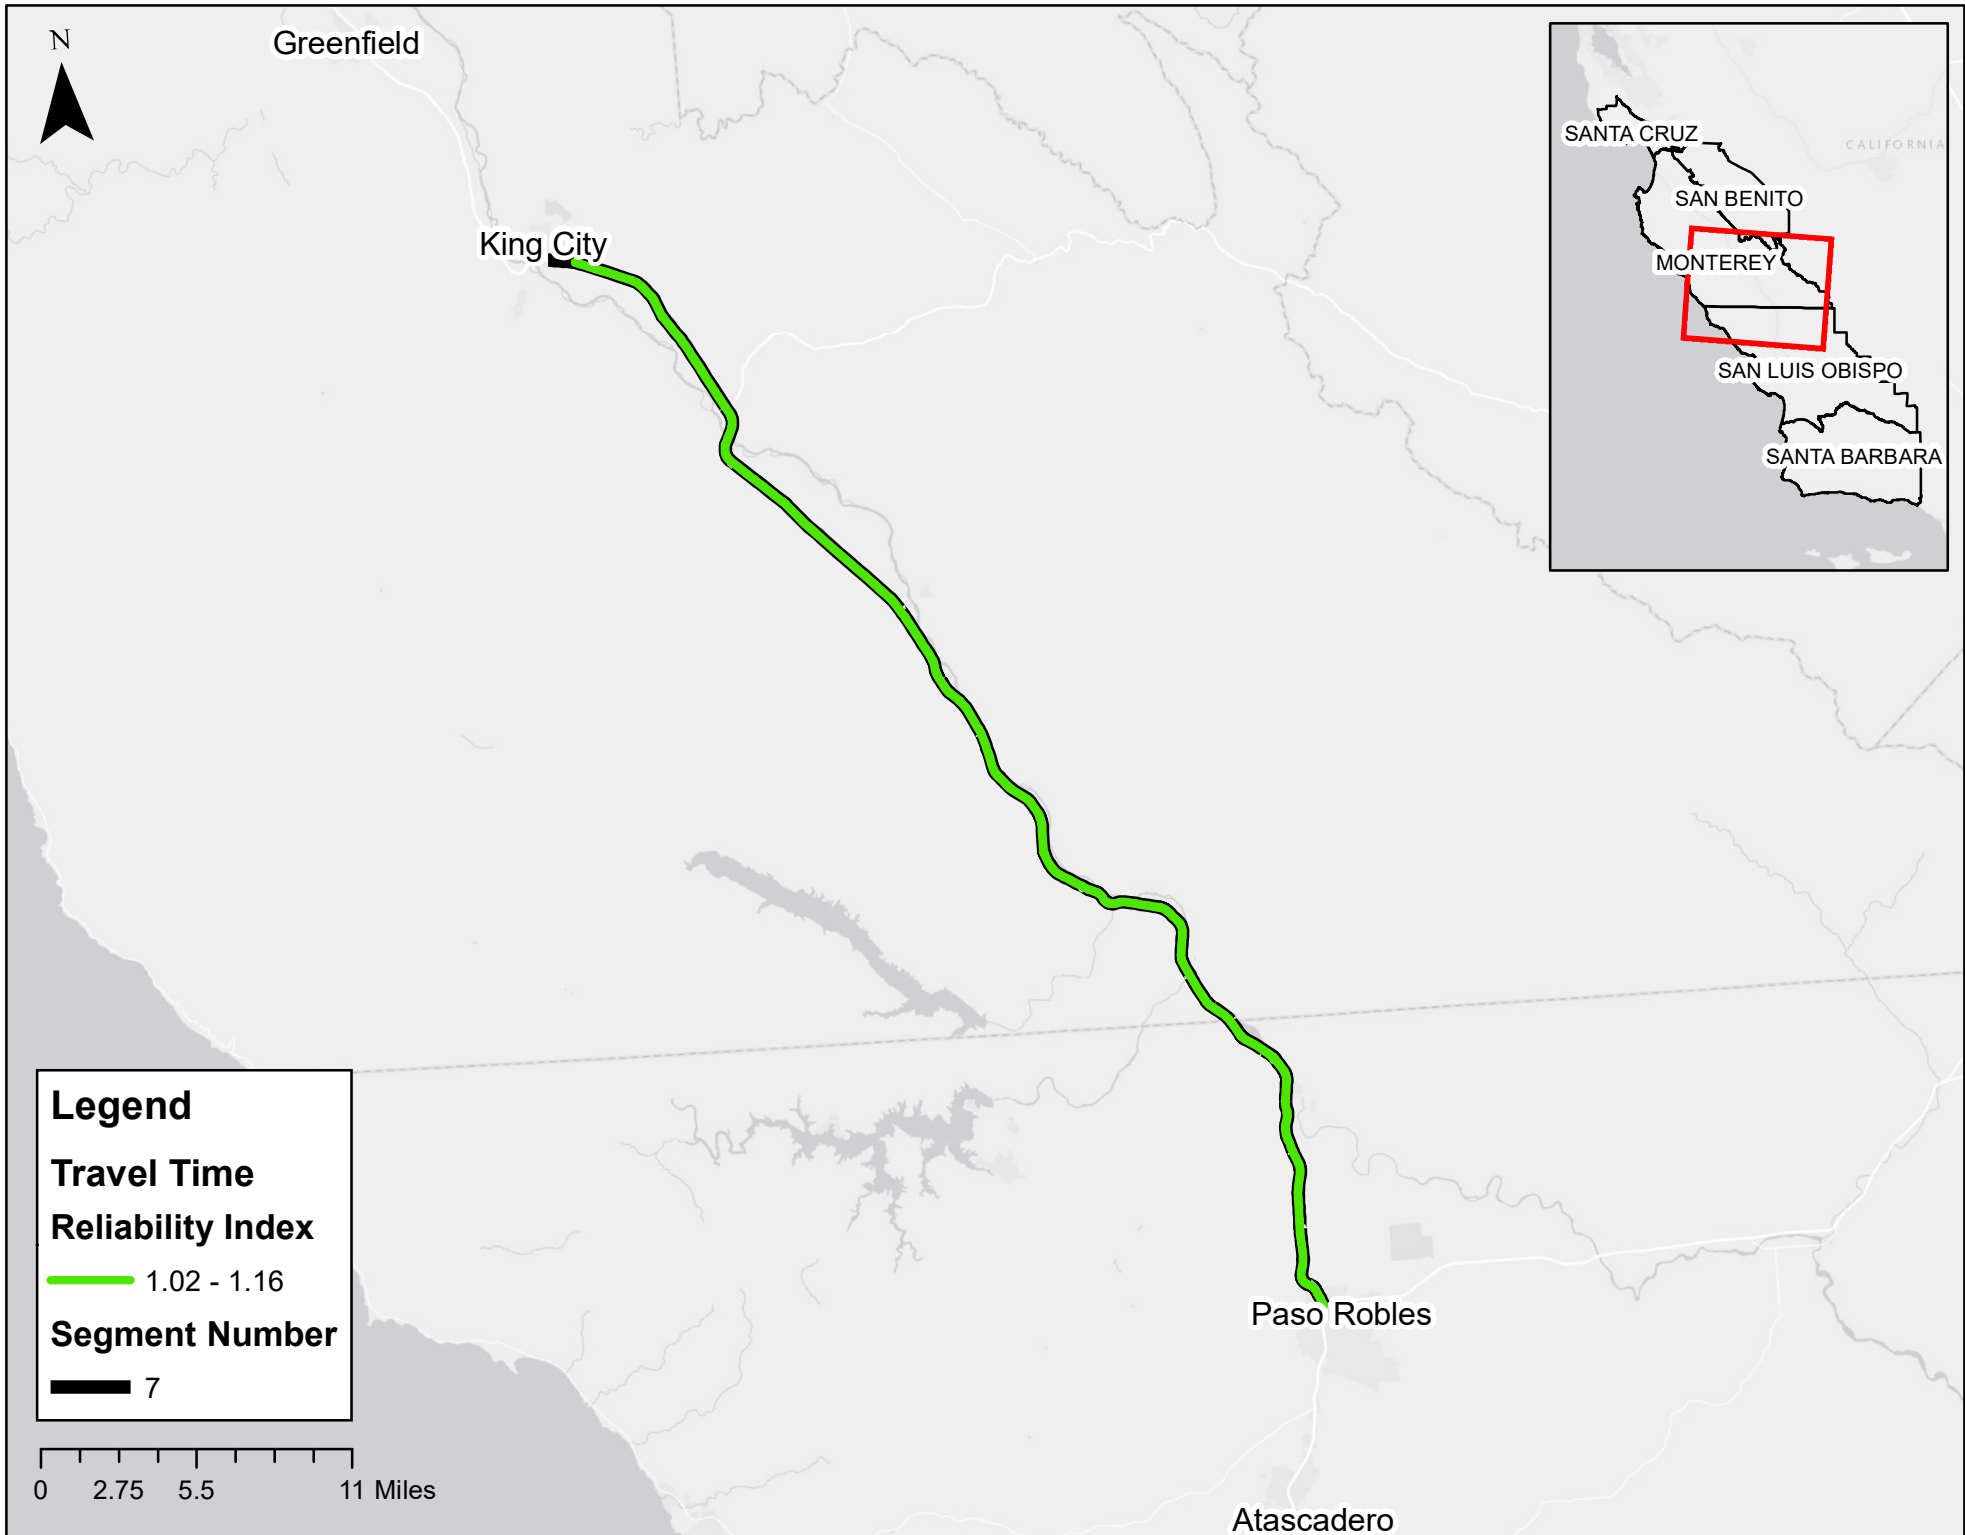 N
Greenfield
King City
SANTA CRUZ
CALIFORNIA
SAN BENITO
MONTEREY
SAN LUIS OBISPO
SANTA BARBARA
Legend
Travel Time
Reliability Index
1.02 - 1.16
Segment Number
7
Paso Robles
0 2.75 5.5 11 Miles
Atascadero